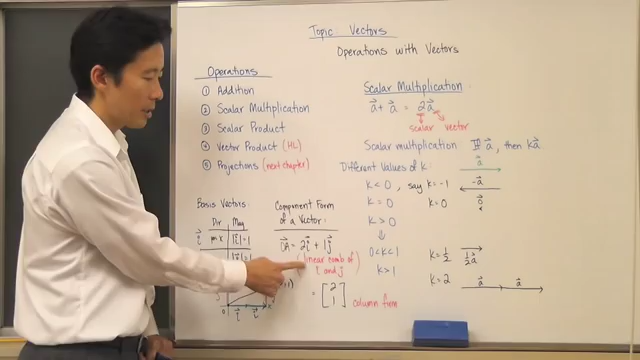 Topic: Vectors
Operations with Vectors
Operations
① Addition
② Scalar Multiplication
③ Scalar Product
④ Vector Product (HL)
⑤ Projections (next chapter)
Basis Vectors:
Dir Mag
i⃗ |i⃗| = 1
Component Form
of a Vector:
OA⃗ = 2i⃗ + 1j⃗
(linear comb of
i and j)
= [2
1] column form
Scalar Multiplication:
a⃗ + a⃗ = 2a⃗
scalar vector
Scalar multiplication If a⃗, then ka⃗
Different Values of k: a⃗
k < 0, say k = -1 -a⃗
k = 0 k = 0 0⃗
k > 0
⇓
0 < k < 1 k = ½ ½a⃗
k > 1 k = 2 a⃗ a⃗